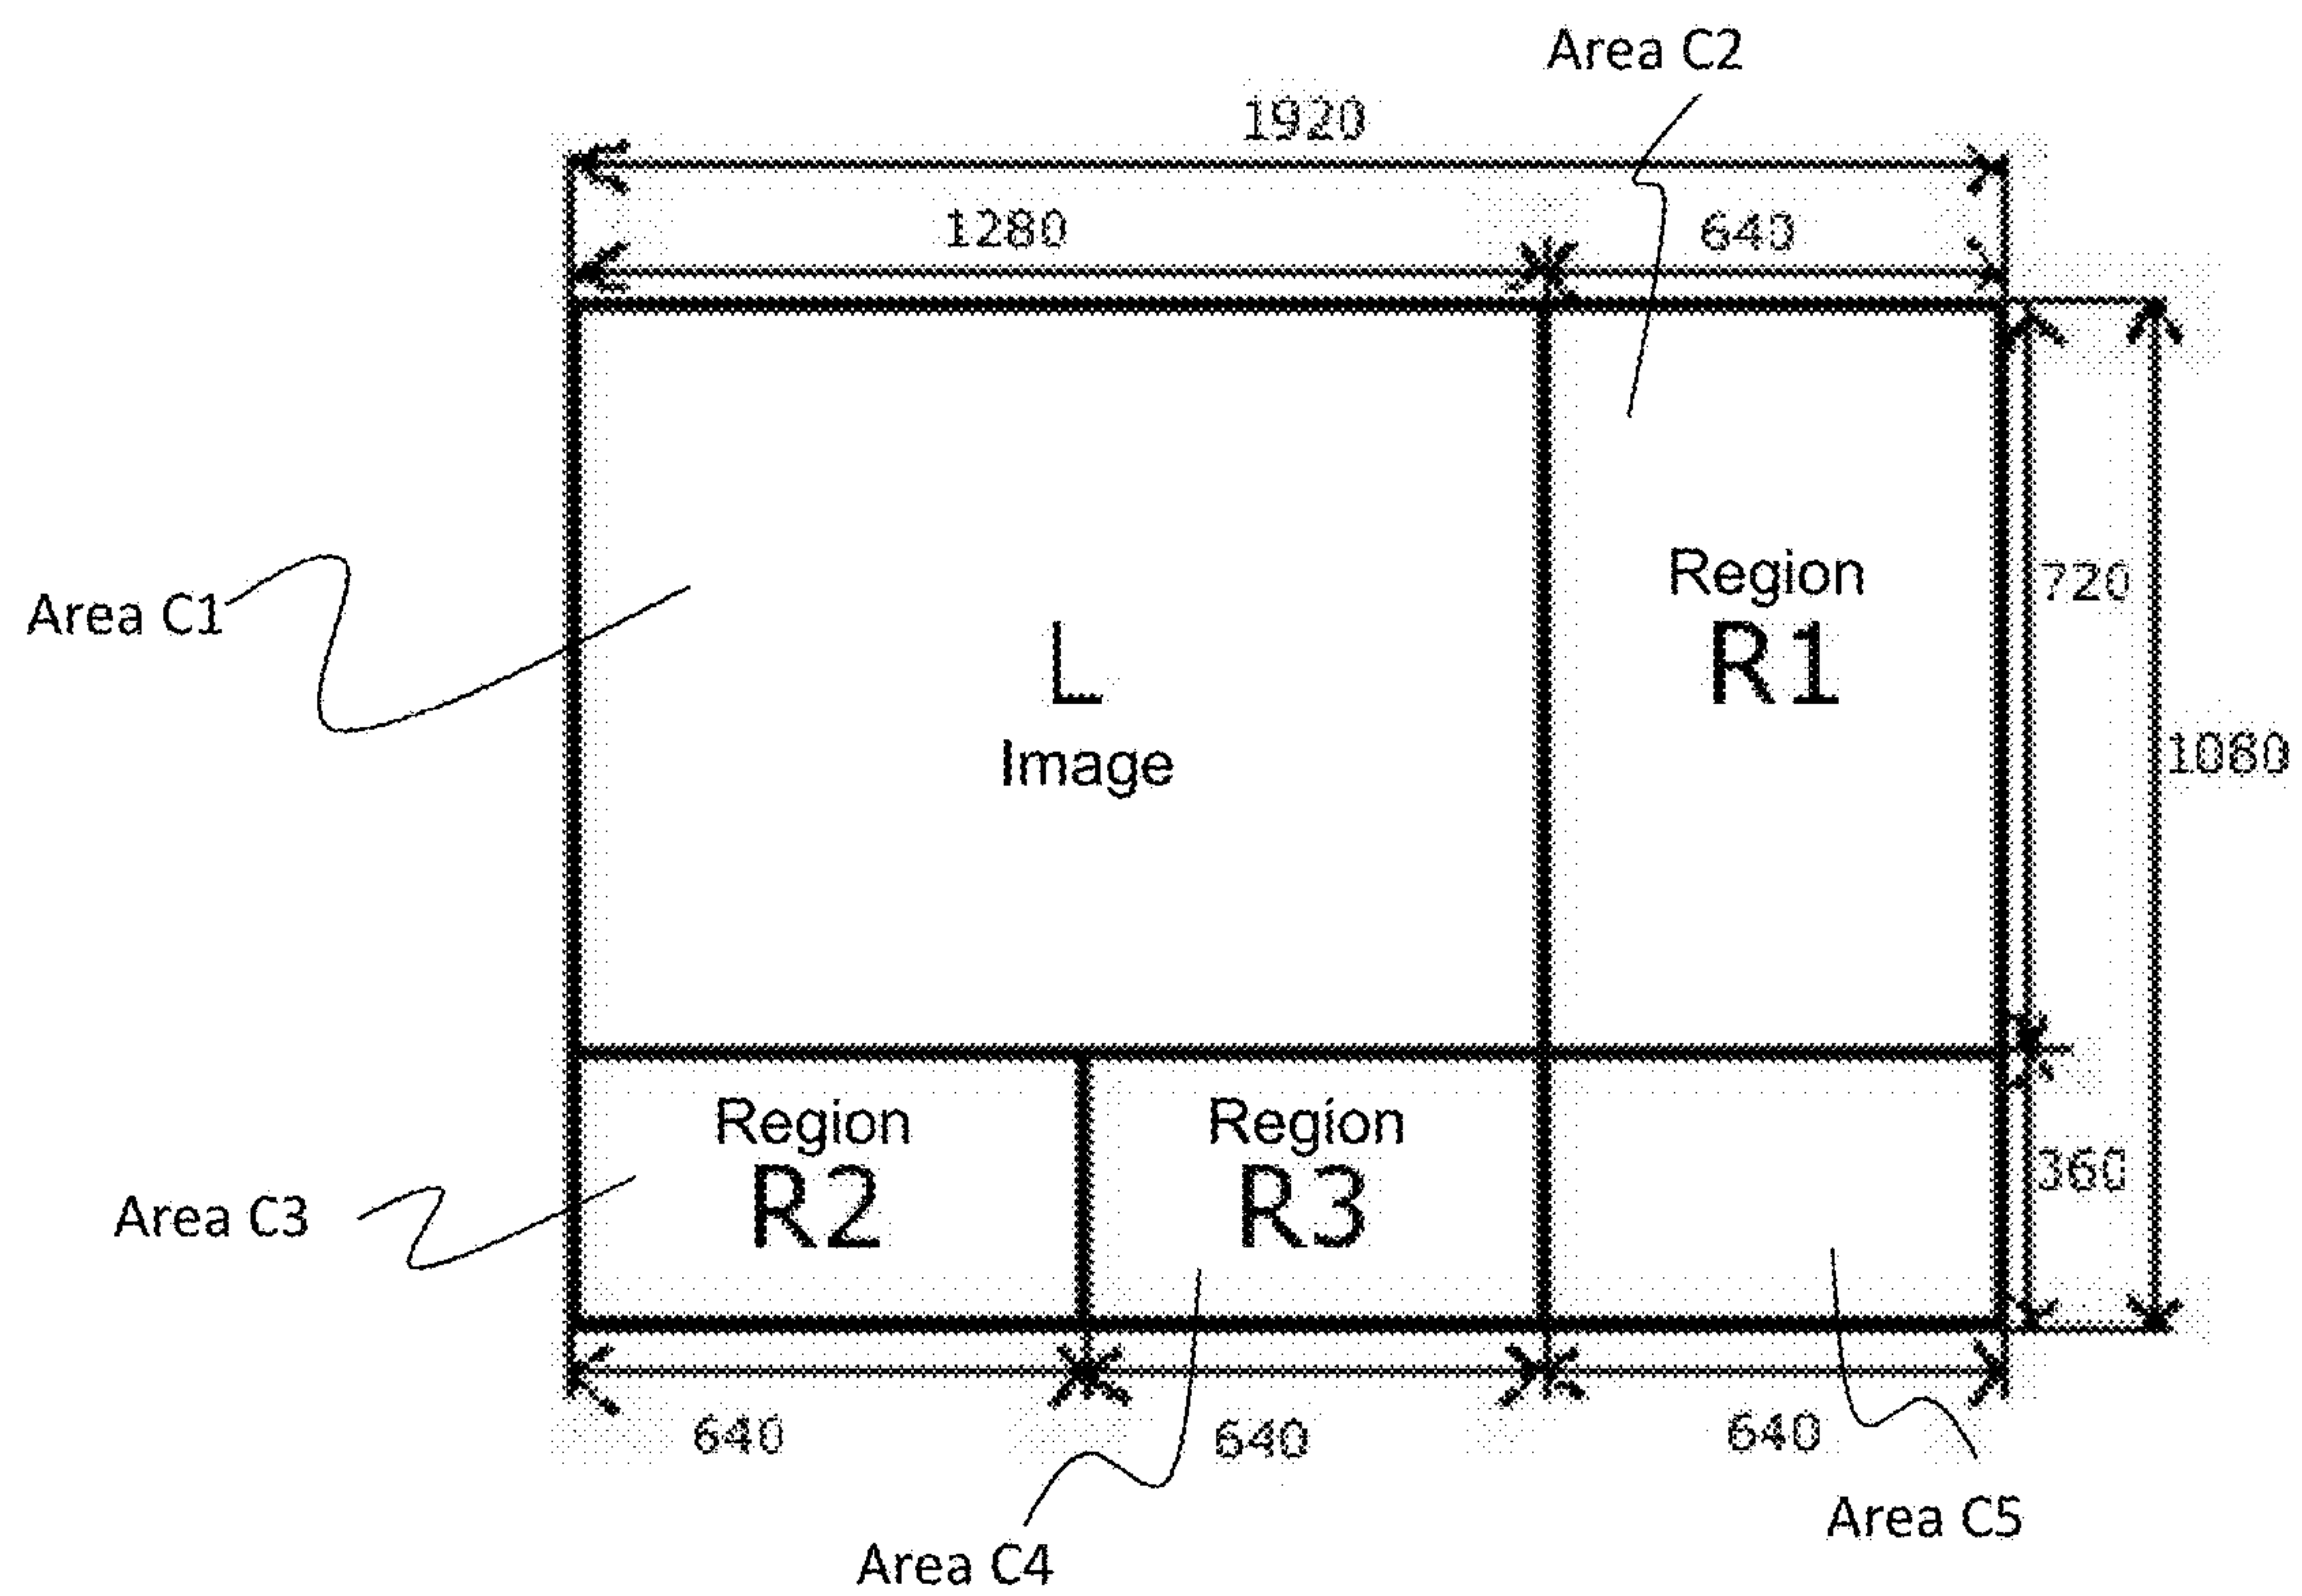 Area C2
1920
1280
640
Area C1
L
Image
Region
R1
720
1080
Region
R2
Region
R3
360
Area C3
640
640
640
Area C4
Area C5